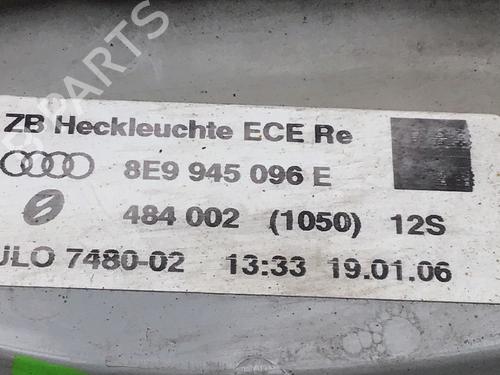 ZB Heckleuchte ECE Re
8E9 945 096 E
484 002 (1050) 12S
ULO 7480-02 13:33 19.01.06